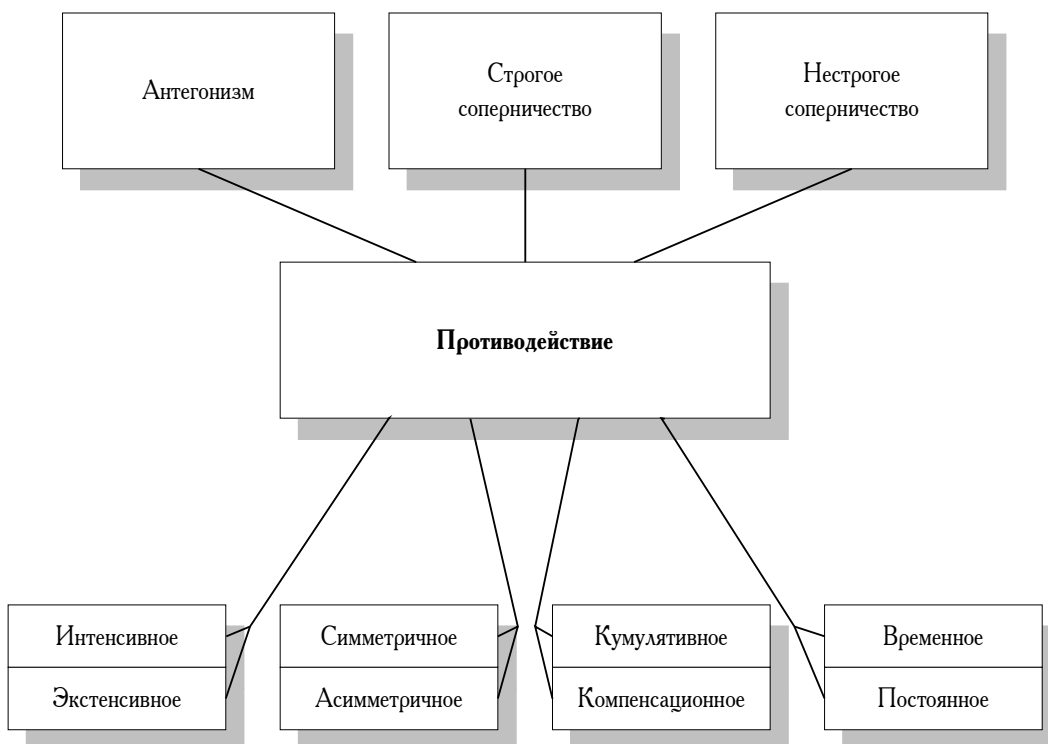 Антегонизм
Строгое
соперничество
Нестрогое
соперничество
Противодействие
Интенсивное
Экстенсивное
Симметричное
Асимметричное
Кумулятивное
Компенсационное
Временное
Постоянное